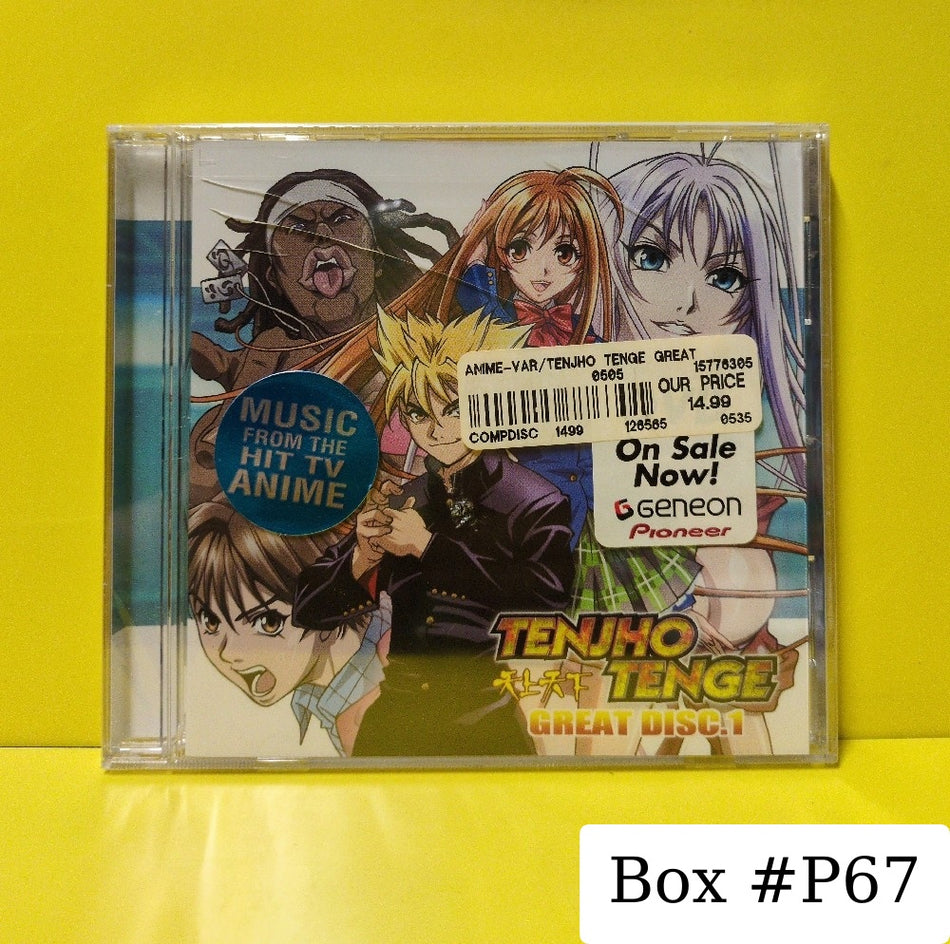 ANIME-VAR/TENJHO TENGE GREAT
15776305
0505
OUR PRICE
14.99
COMPDISC 1499 126565 0535
On Sale
Now!
GENEON
Pioneer
MUSIC
FROM THE
HIT TV
ANIME
TENJHO
天上天下 TENGE
GREAT DISC.1
Box #P67